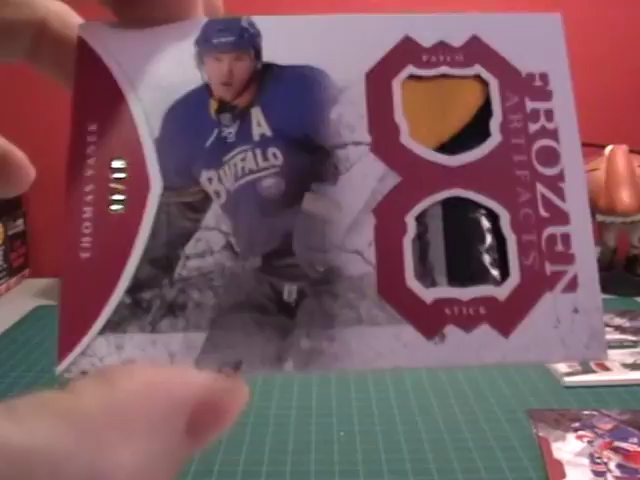 THOMAS VANEK
A
BUFFALO
PATCH
STICK
FROZEN
ARTIFACTS